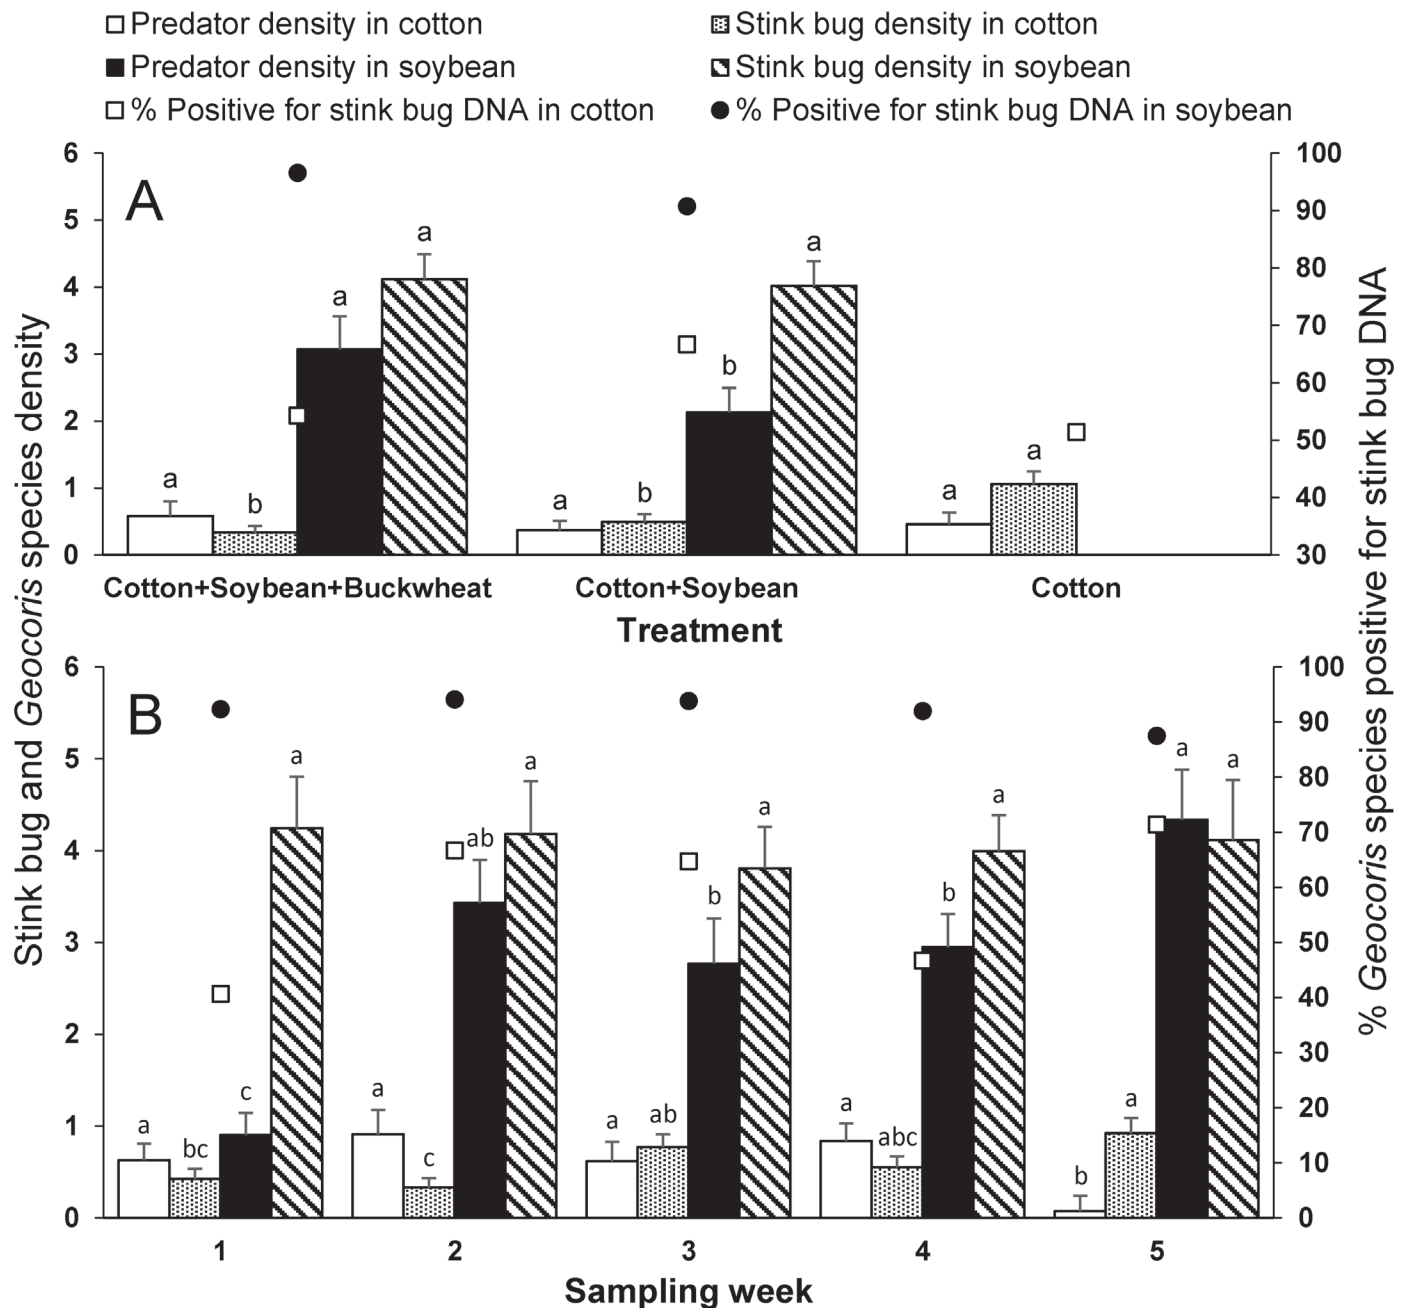 Predator density in cotton
Stink bug density in cotton
Predator density in soybean
Stink bug density in soybean
% Positive for stink bug DNA in cotton
% Positive for stink bug DNA in soybean
Stink bug and Geocoris species density
% Geocoris species positive for stink bug DNA
A
6
5
4
3
2
1
0
100
90
80
70
60
50
40
30
a
b
a
a
a
b
b
a
a
a
Cotton+Soybean+Buckwheat
Cotton+Soybean
Cotton
Treatment
B
6
5
4
3
2
1
0
100
90
80
70
60
50
40
30
20
10
0
a
bc
c
a
a
c
ab
a
a
ab
b
a
a
abc
b
a
b
a
a
a
1
2
3
4
5
Sampling week